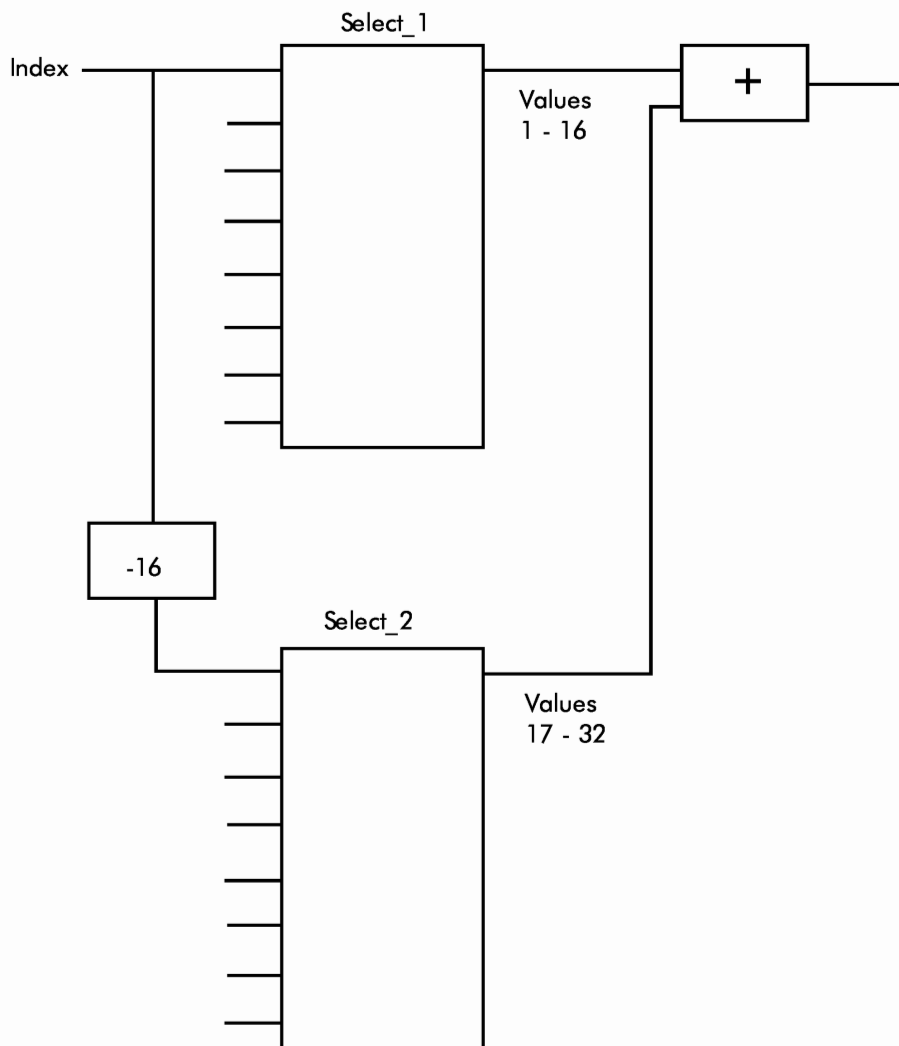 Select_1
Index
+
Values
1 - 16
-16
Select_2
Values
17 - 32